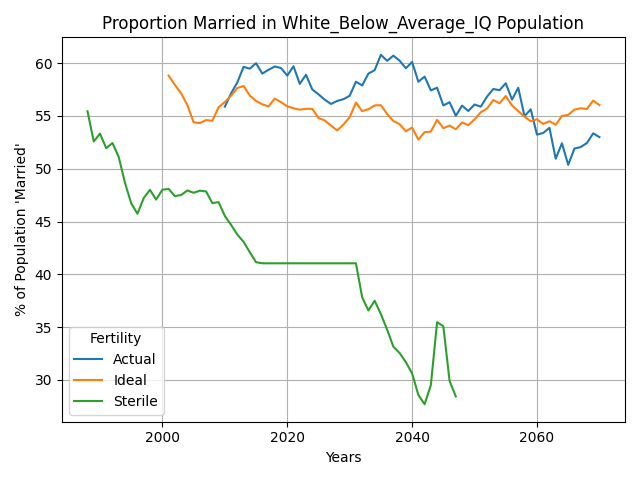 Proportion Married in White_Below_Average_IQ Population
% of Population 'Married'
60
55
50
45
40
35
30
Fertility
Actual
Ideal
Sterile
2000 2020 2040 2060
Years